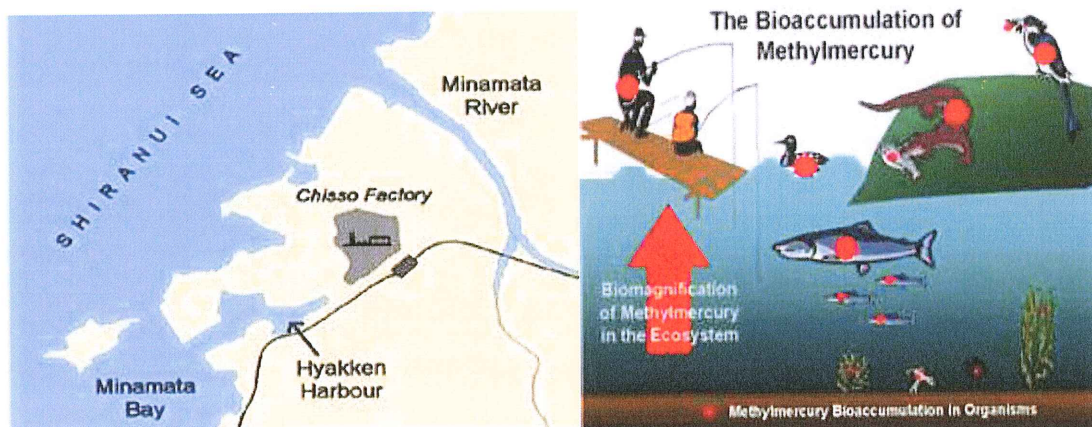 SHIRANUI SEA
Minamata
River
Chisso Factory
Hyakken
Harbour
Minamata
Bay
The Bioaccumulation of
Methylmercury
Biomagnification
of Methylmercury
in the Ecosystem
Methylmercury Bioaccumulation in Organisms